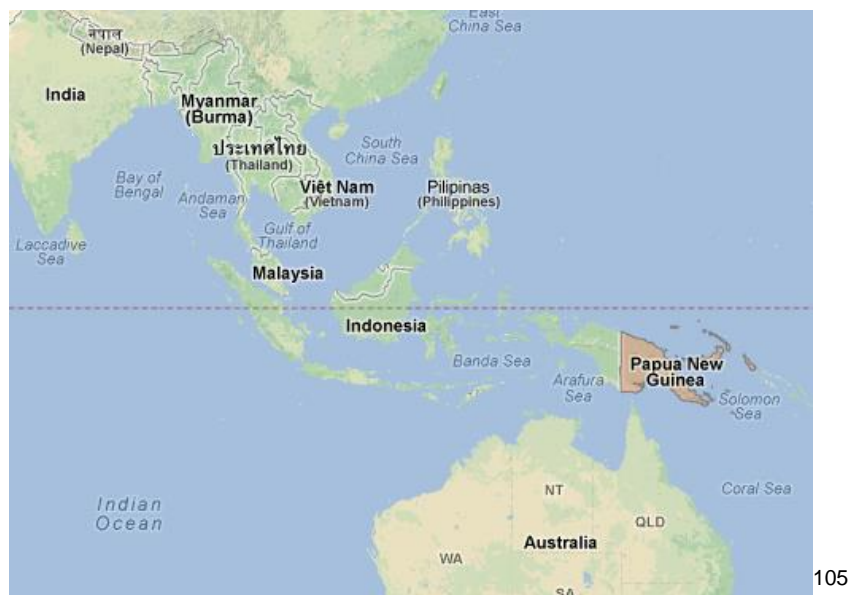 East
China Sea
नेपाल
(Nepal)
India
Myanmar
(Burma)
ประเทศไทย
(Thailand)
South
China Sea
Bay of
Bengal
Andaman
Sea
Việt Nam
(Vietnam)
Pilipinas
(Philippines)
Gulf of
Thailand
Laccadive
Sea
Malaysia
Indonesia
Banda Sea
Arafura
Sea
Papua New
Guinea
Solomon
Sea
Indian
Ocean
NT
Coral Sea
QLD
Australia
WA
SA
105